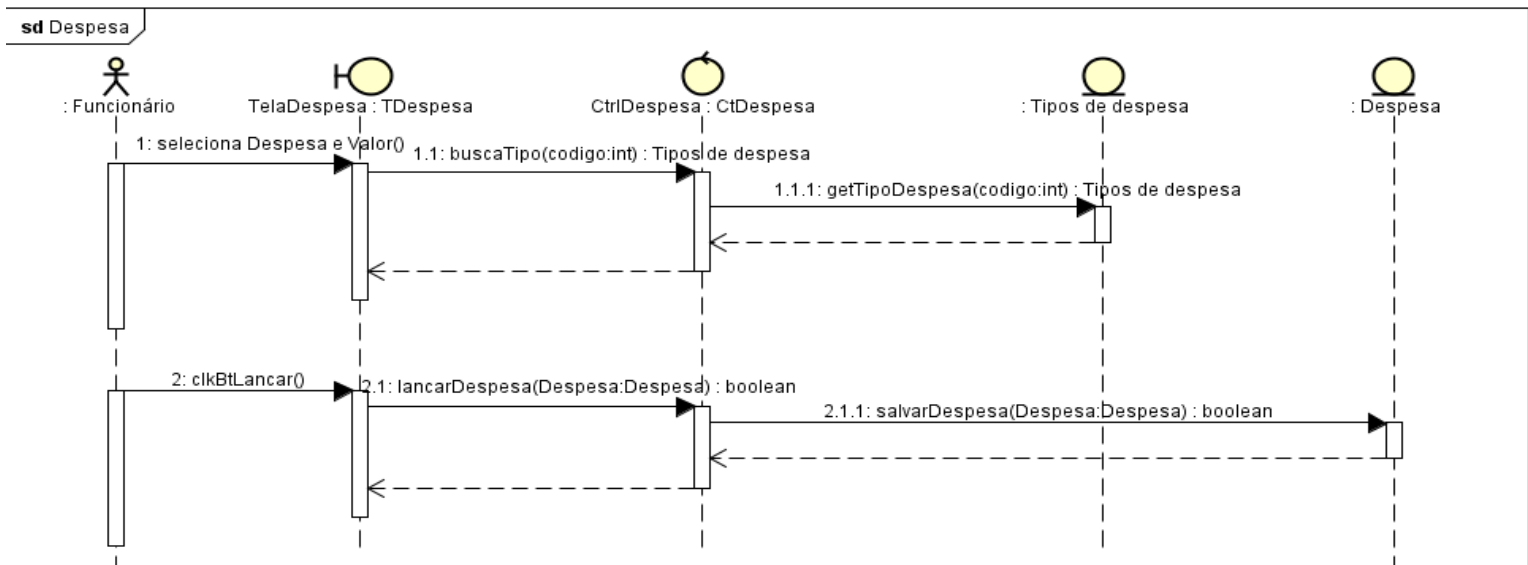 sd Despesa
: Funcionário
TelaDespesa : TDespesa
CtrlDespesa : CtDespesa
: Tipos de despesa
: Despesa
1: seleciona Despesa e Valor()
1.1: buscaTipo(codigo:int) : Tipos de despesa
1.1.1: getTipoDespesa(codigo:int) : Tipos de despesa
2: clkBtLancar()
2.1: lancarDespesa(Despesa:Despesa) : boolean
2.1.1: salvarDespesa(Despesa:Despesa) : boolean